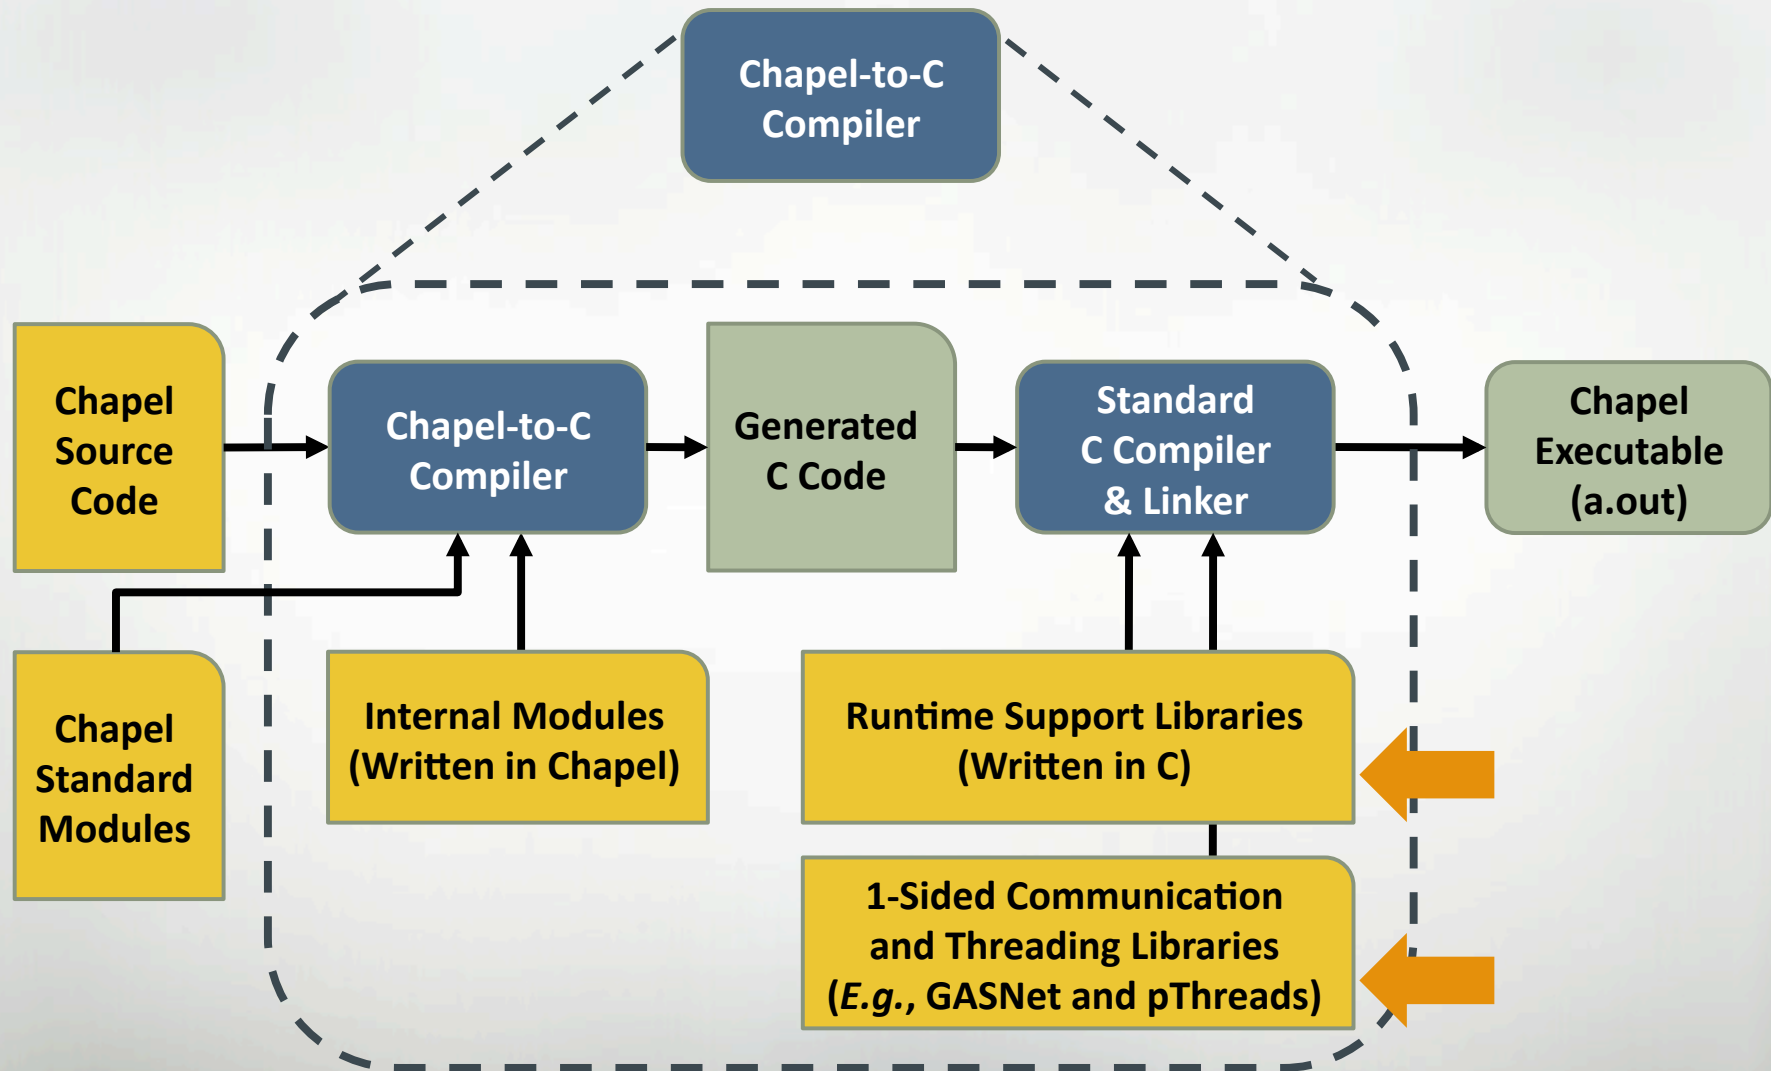 Chapel-to-C
Compiler
Chapel
Source
Code
Chapel-to-C
Compiler
Generated
C Code
Standard
C Compiler
& Linker
Chapel
Executable
(a.out)
Chapel
Standard
Modules
Internal Modules
(Written in Chapel)
Runtime Support Libraries
(Written in C)
1-Sided Communication
and Threading Libraries
(E.g., GASNet and pThreads)